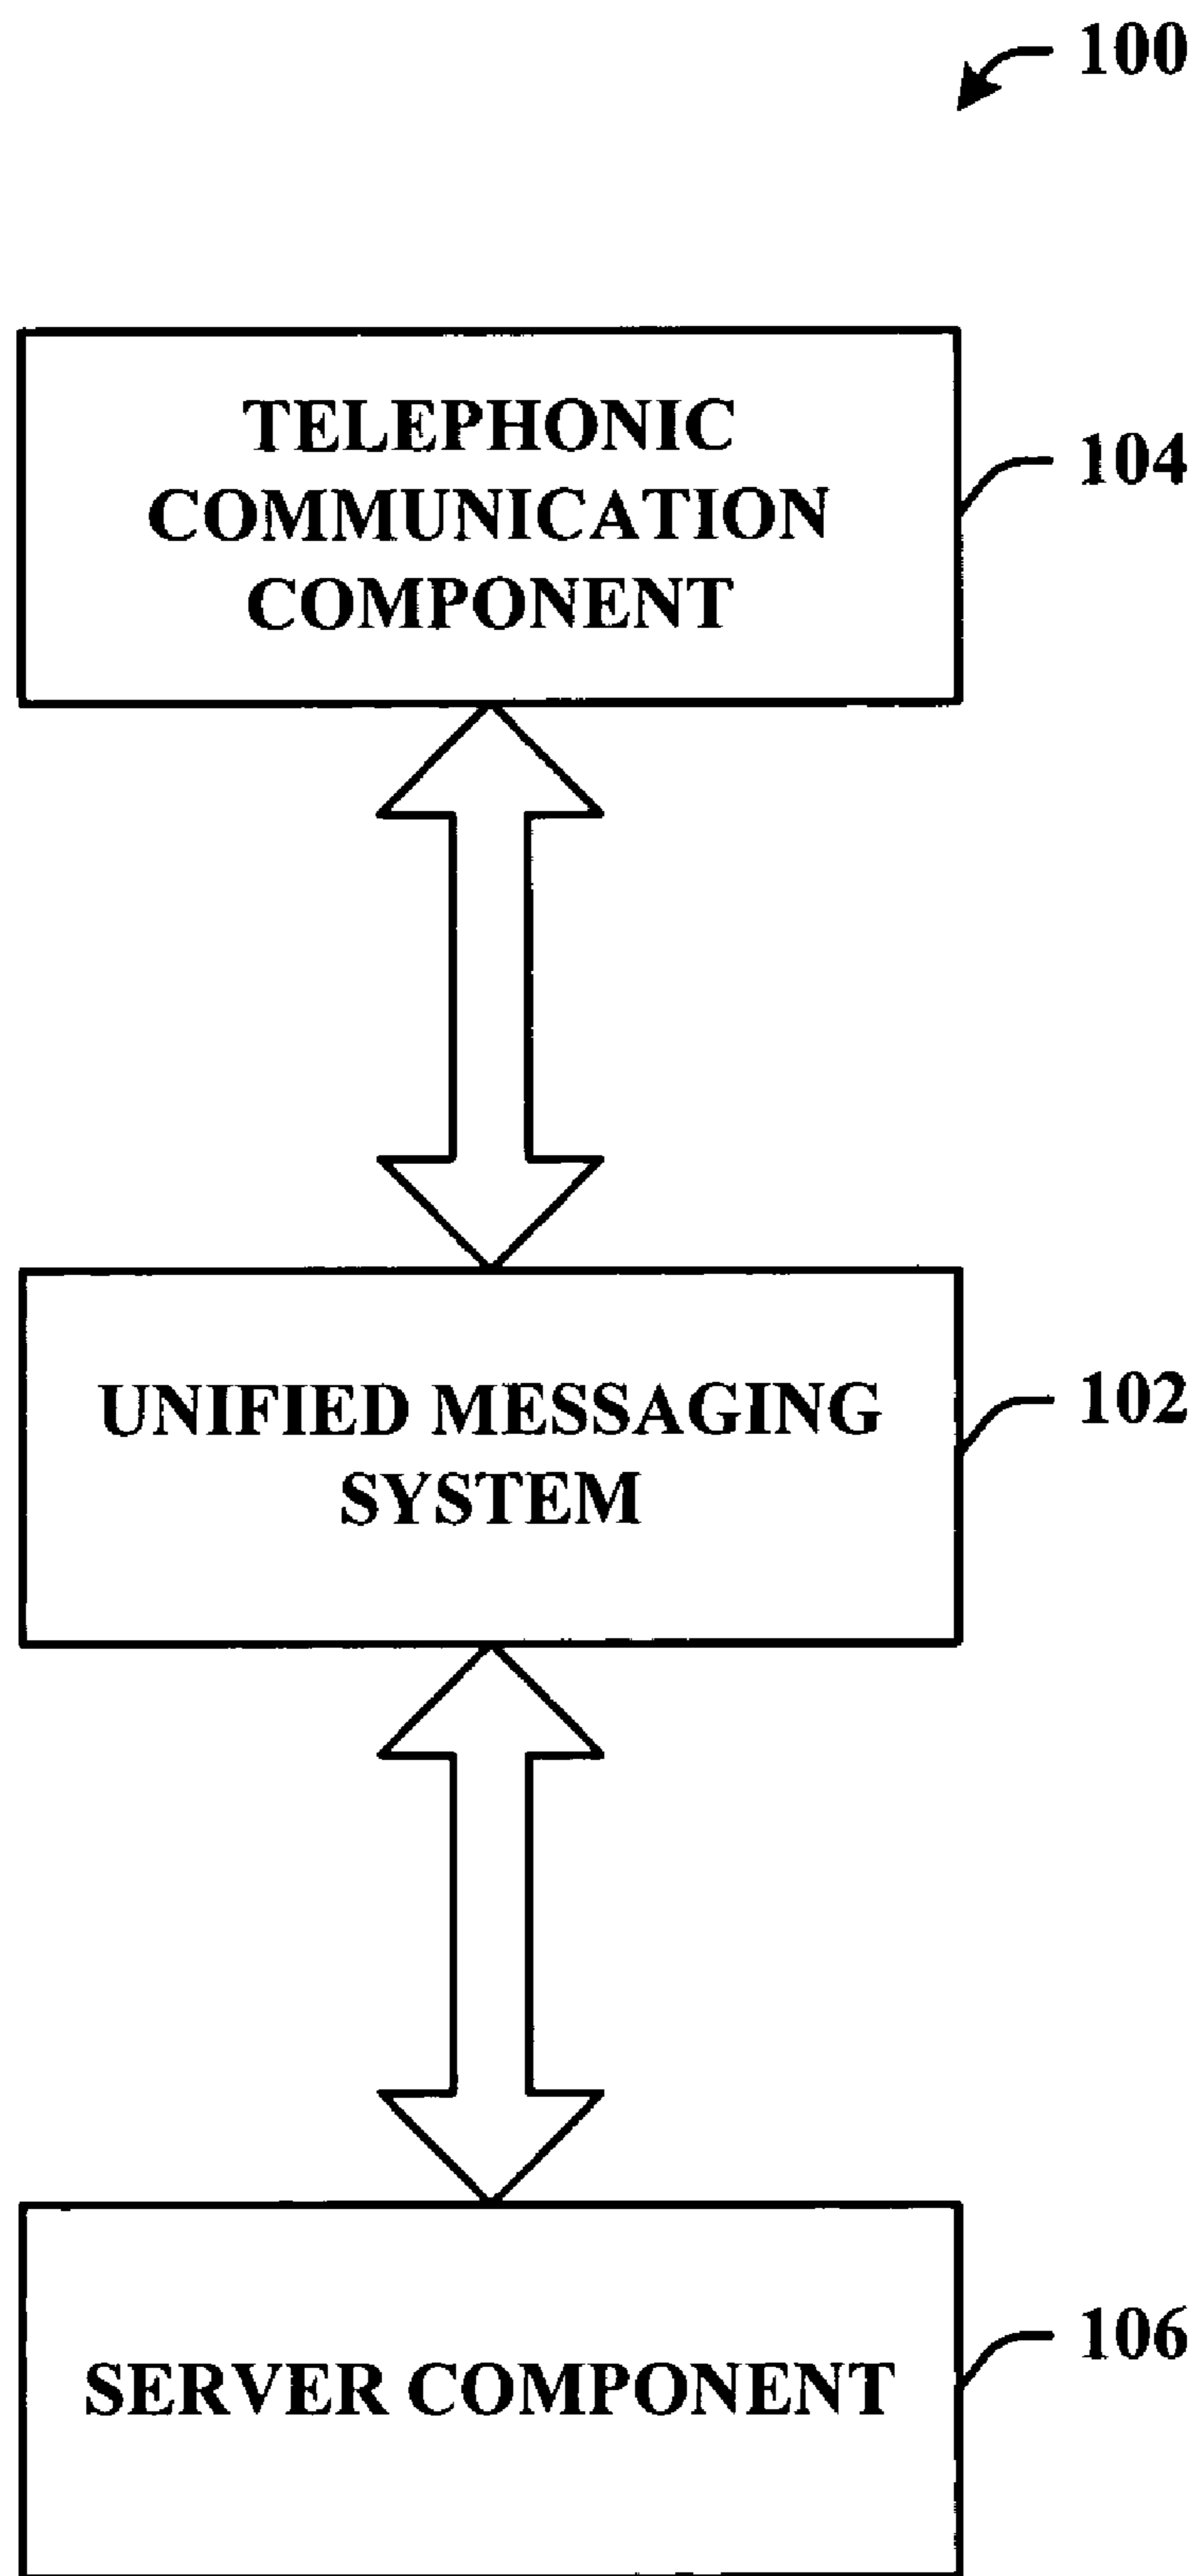 100
TELEPHONIC
COMMUNICATION
COMPONENT
104
UNIFIED MESSAGING
SYSTEM
102
SERVER COMPONENT
106